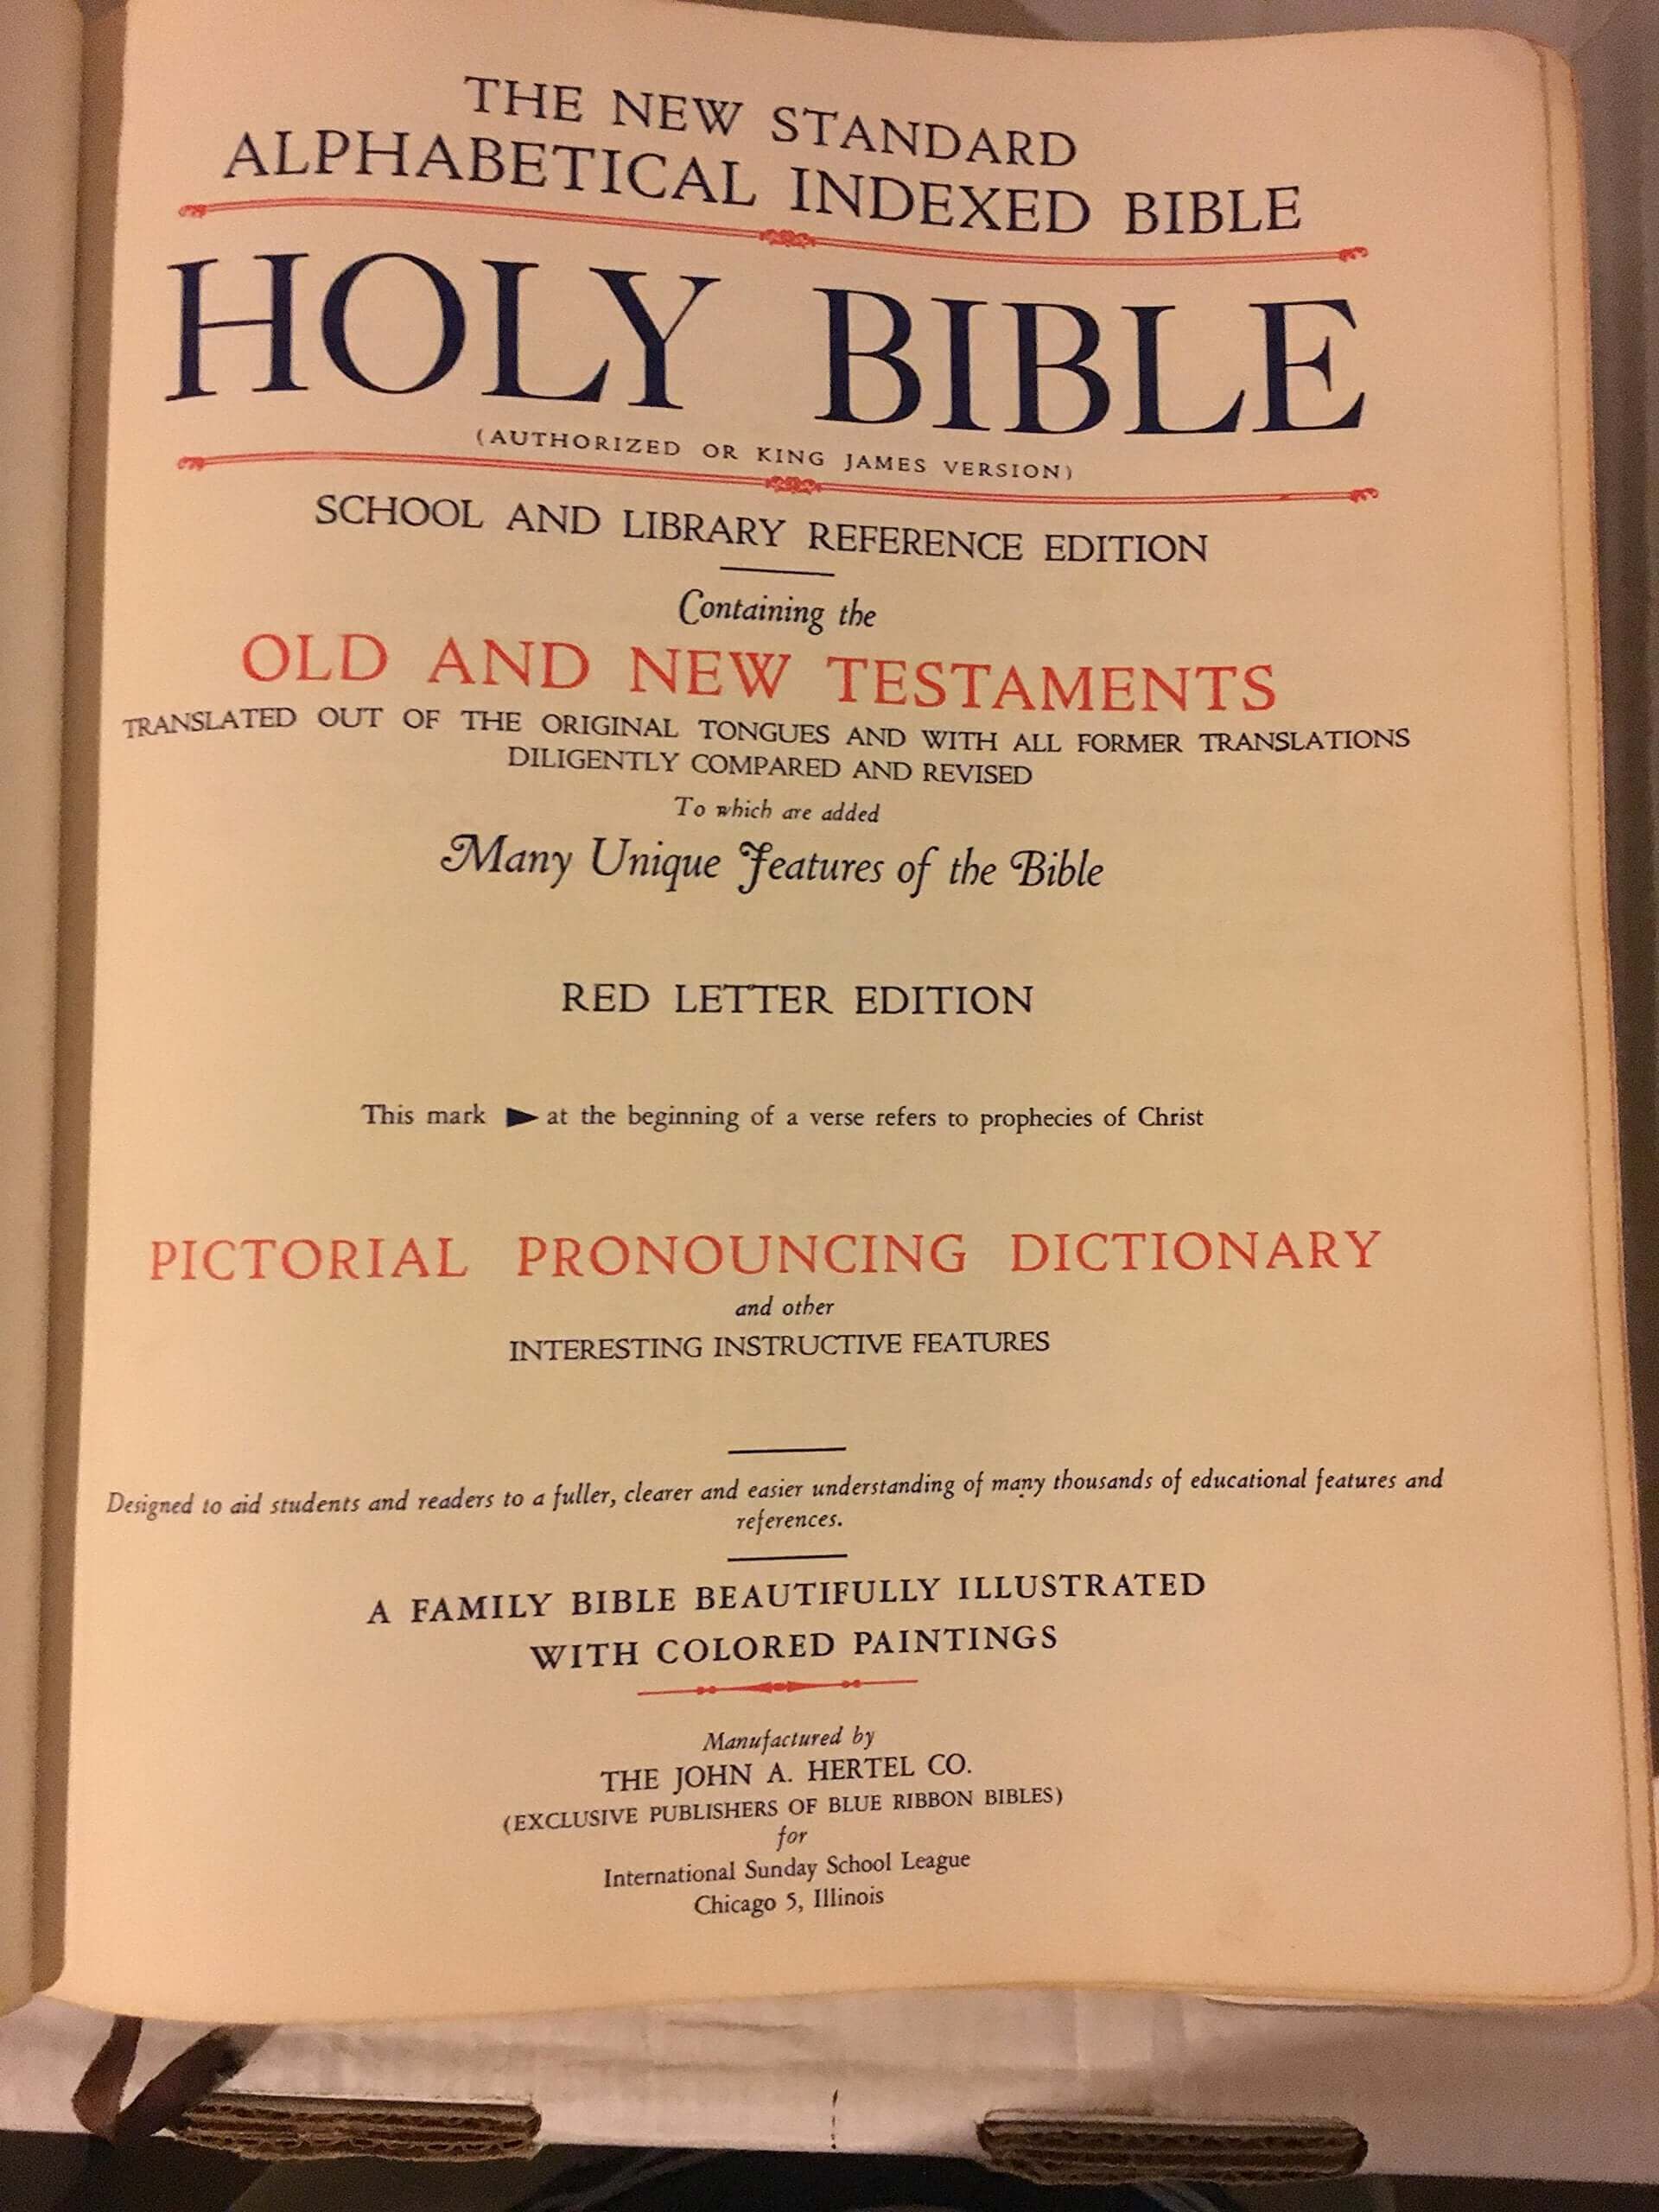 THE NEW STANDARD
ALPHABETICAL INDEXED BIBLE
HOLY BIBLE
(AUTHORIZED OR KING JAMES VERSION)
SCHOOL AND LIBRARY REFERENCE EDITION
Containing the
OLD AND NEW TESTAMENTS
TRANSLATED OUT OF THE ORIGINAL TONGUES AND WITH ALL FORMER TRANSLATIONS
DILIGENTLY COMPARED AND REVISED
To which are added
Many Unique Features of the Bible
RED LETTER EDITION
This mark ► at the beginning of a verse refers to prophecies of Christ
PICTORIAL PRONOUNCING DICTIONARY
and other
INTERESTING INSTRUCTIVE FEATURES
Designed to aid students and readers to a fuller, clearer and easier understanding of many thousands of educational features and
references.
A FAMILY BIBLE BEAUTIFULLY ILLUSTRATED
WITH COLORED PAINTINGS
Manufactured by
THE JOHN A. HERTEL CO.
(EXCLUSIVE PUBLISHERS OF BLUE RIBBON BIBLES)
for
International Sunday School League
Chicago 5, Illinois